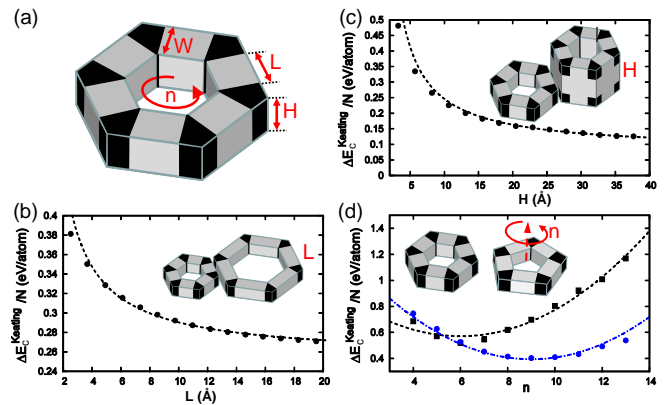 (a)
W
L
n
H
(b)
ΔE_C^Keating/N (eV/atom)
0.4
0.38
0.36
0.34
0.32
0.3
0.28
0.26
2 4 6 8 10 12 14 16 18 20
L (Å)
L
(c)
ΔE_C^Keating/N (eV/atom)
0.5
0.45
0.4
0.35
0.3
0.25
0.2
0.15
0.1
0.05
0
0 5 10 15 20 25 30 35 40
H (Å)
H
(d)
ΔE_C^Keating/N (eV/atom)
1.4
1.2
1
0.8
0.6
0.4
4 6 8 10 12 14
n
n